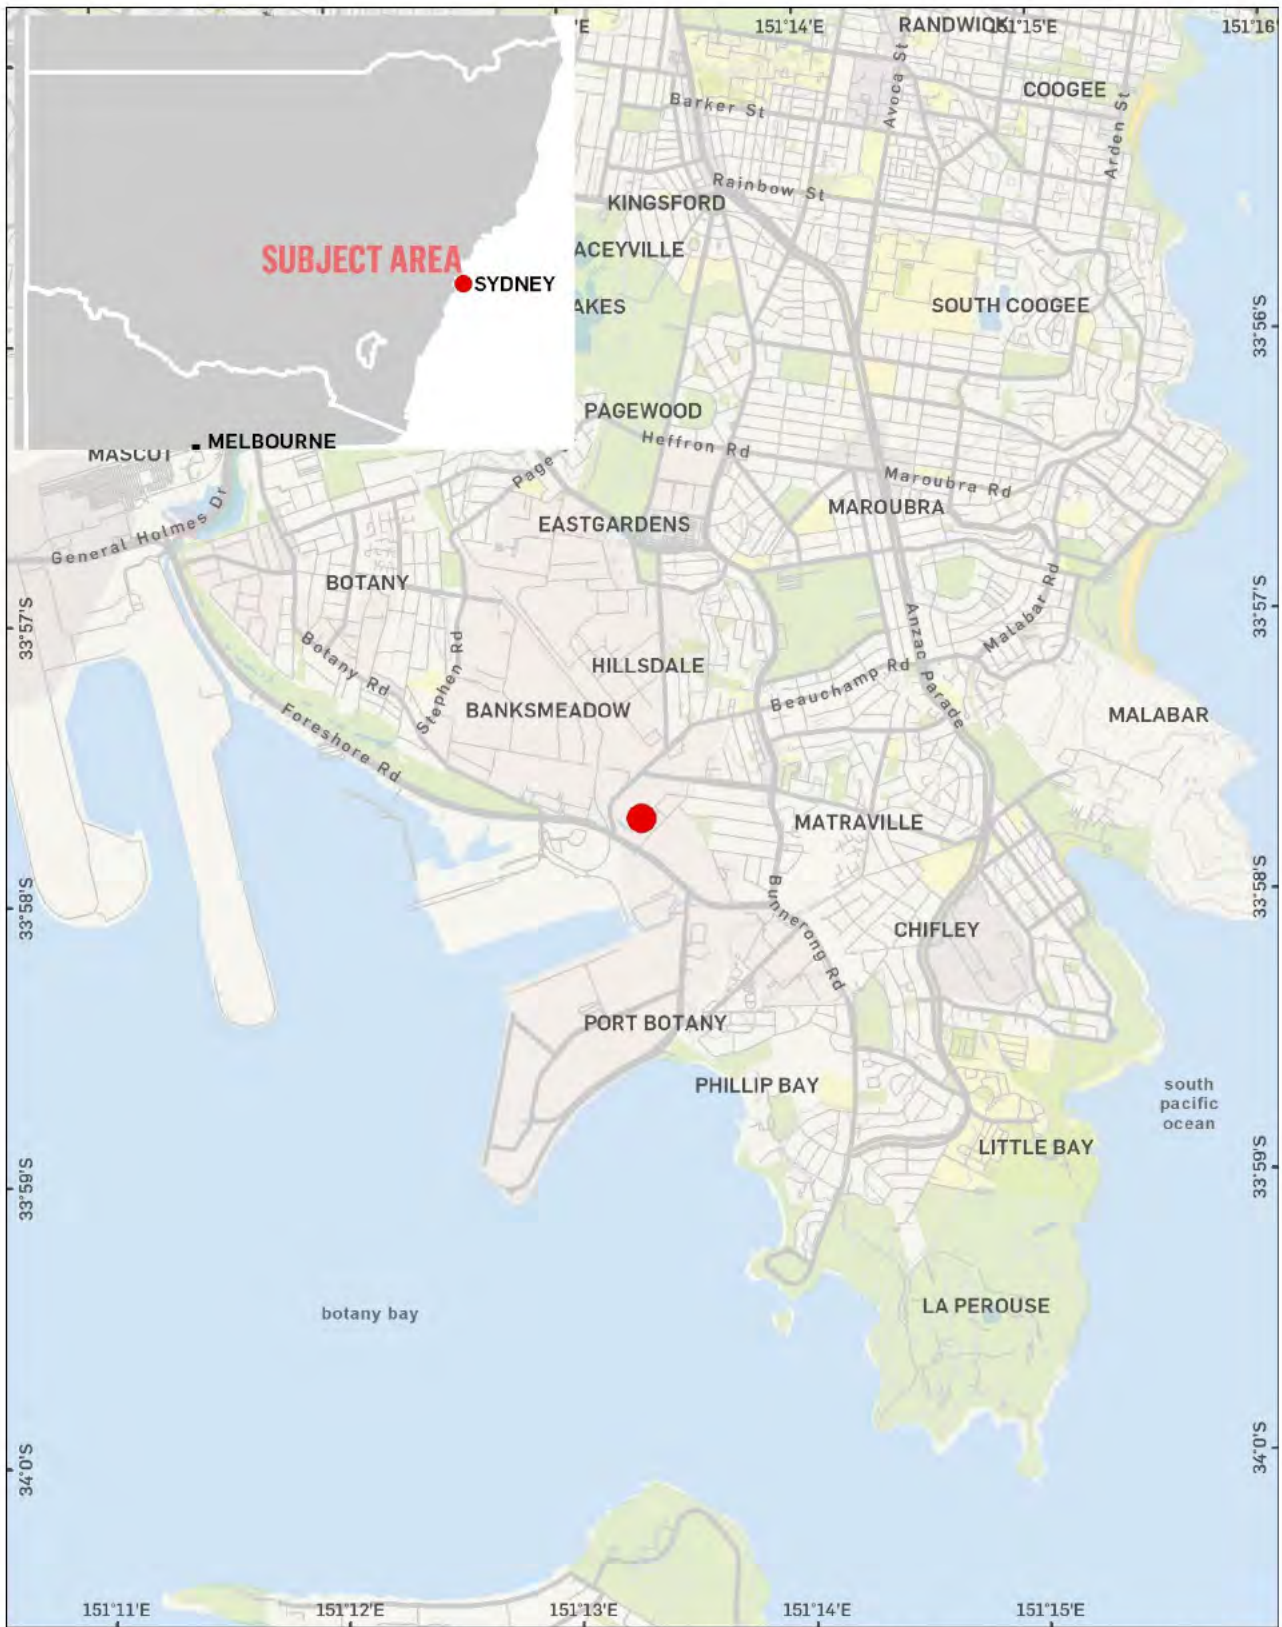 'E
151°14'E
RANDWICK
151°15'E
151°16'
COOGEE
Barker St
Avoca St
Arden St
Rainbow St
KINGSFORD
ACEYVILLE
SUBJECT AREA
SYDNEY
AKES
SOUTH COOGEE
33°56'S
PAGEWOOD
MELBOURNE
MASCOT
Heffron Rd
Page
Maroubra Rd
MAROUBRA
EASTGARDENS
General Holmes Dr
BOTANY
33°57'S
33°57'S
Malabar Rd
Anzac Parade
Botany Rd
Stephen Rd
HILLSDALE
Beauchamp Rd
BANKSMEADOW
MALABAR
Foreshore Rd
MATRAVILLE
33°58'S
33°58'S
Bunnerong Rd
CHIFLEY
PORT BOTANY
PHILLIP BAY
south
pacific
ocean
LITTLE BAY
33°59'S
33°59'S
LA PEROUSE
botany bay
34°0'S
34°0'S
151°11'E
151°12'E
151°13'E
151°14'E
151°15'E